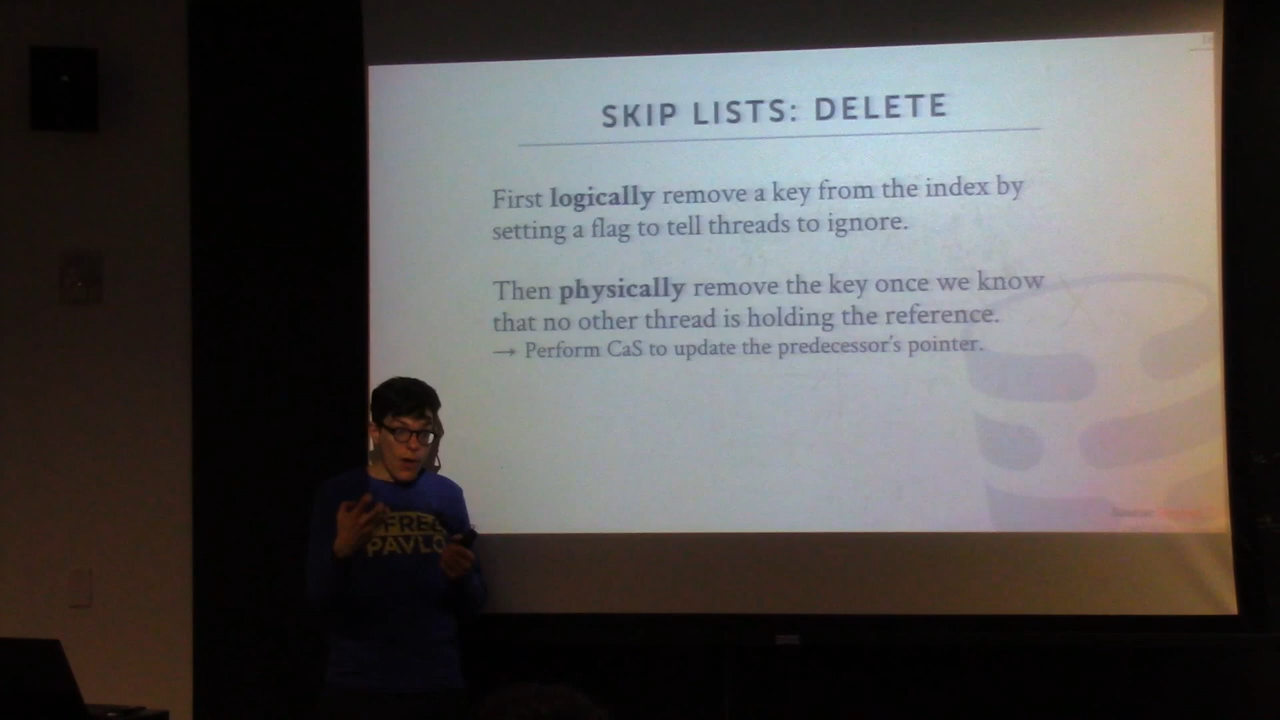 SKIP LISTS: DELETE
First logically remove a key from the index by
setting a flag to tell threads to ignore.
Then physically remove the key once we know
that no other thread is holding the reference.
→ Perform CaS to update the predecessor's pointer.
FREE
PAVLO